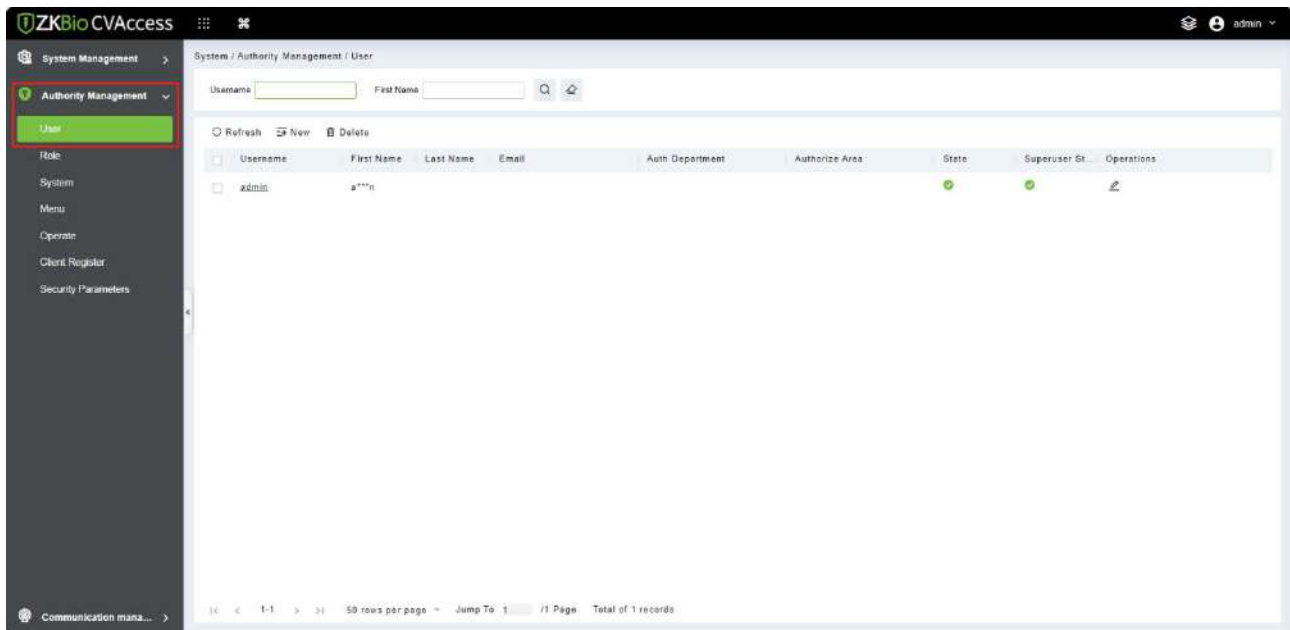 ZKBio CVAccess
admin
System Management
Authority Management
User
Role
System
Menu
Operate
Client Register
Security Parameters
Communication mana...
System / Authority Management / User
Username First Name
Refresh New Delete
Username First Name Last Name Email Auth Department Authorize Area State Superuser St... Operations
admin a***n
1-1 50 rows per page Jump To 1 /1 Page Total of 1 records